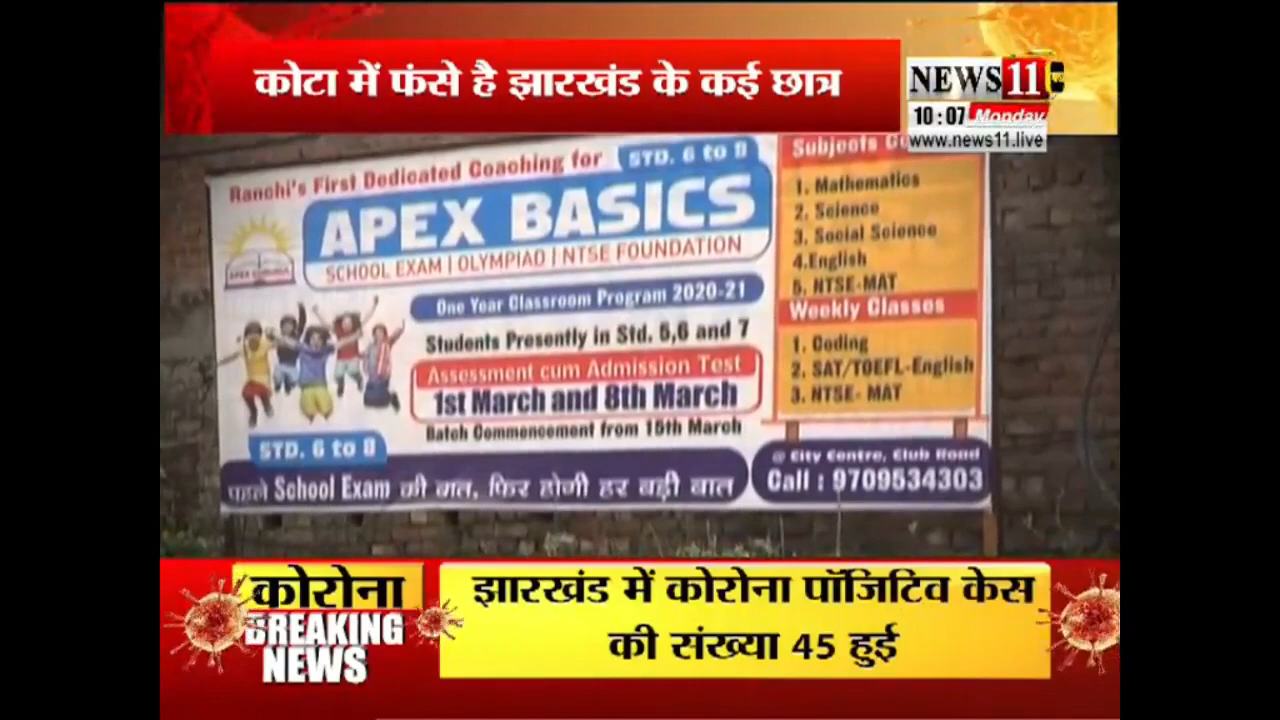 कोटा में फंसे है झारखंड के कई छात्र
NEWS 11
10:07 Monday
www.news11.live
Ranchi's First Dedicated Coaching for STD. 6 to 8
APEX BASICS
SCHOOL EXAM | OLYMPIAD | NTSE FOUNDATION
One Year Classroom Program 2020-21
Students Presently in Std. 5,6 and 7
Assessment cum Admission Test
1st March and 8th March
Batch Commencement from 15th March
STD. 6 to 8
पहले School Exam की बात, फिर होगी हर बड़ी बात
Subjects
1. Mathematics
2. Science
3. Social Science
4.English
5. NTSE-MAT
Weekly Classes
1. Coding
2. SAT/TOEFL-English
3. NTSE- MAT
@ City Centre, Club Road
Call : 9709534303
कोरोना
BREAKING
NEWS
झारखंड में कोरोना पॉजिटिव केस
की संख्या 45 हुई